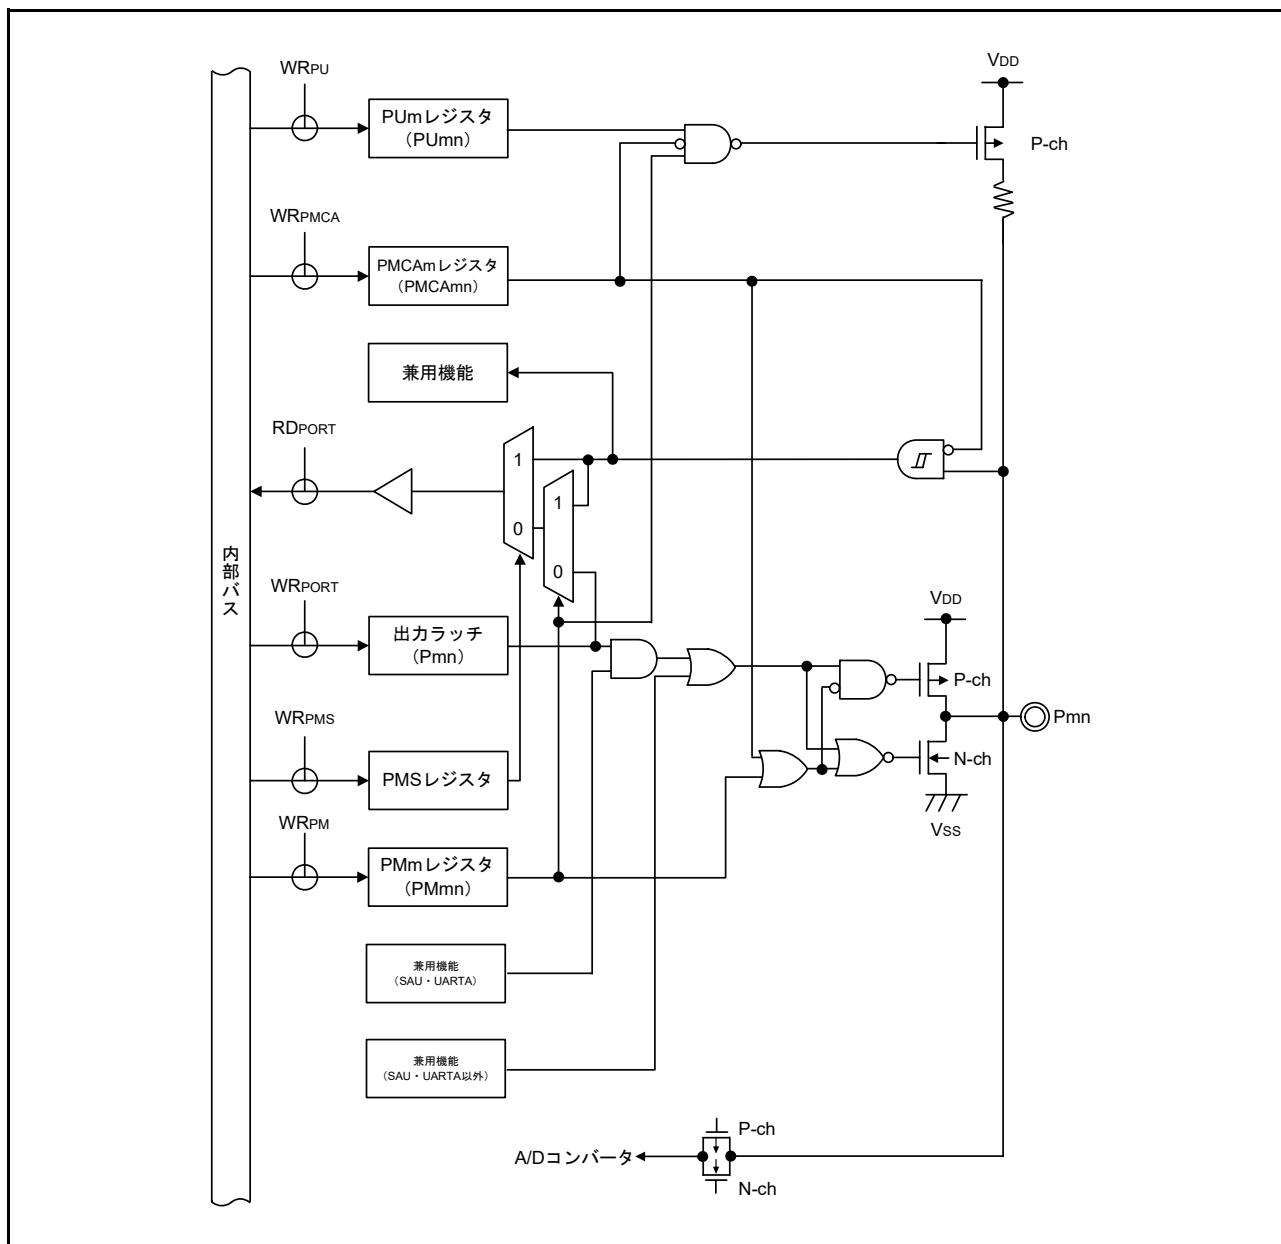 WRPU
PUmレジスタ
(PUmn)
VDD
P-ch
WRPMCA
PMCAmレジスタ
(PMCAmn)
兼用機能
RDPORT
1
0
1
0
内部バス
WRPORT
出力ラッチ
(Pmn)
VDD
P-ch
Pmn
N-ch
VSS
WRPMS
PMSレジスタ
WRPM
PMmレジスタ
(PMmn)
兼用機能
(SAU・UARTA)
兼用機能
(SAU・UARTA以外)
P-ch
A/Dコンバータ
N-ch